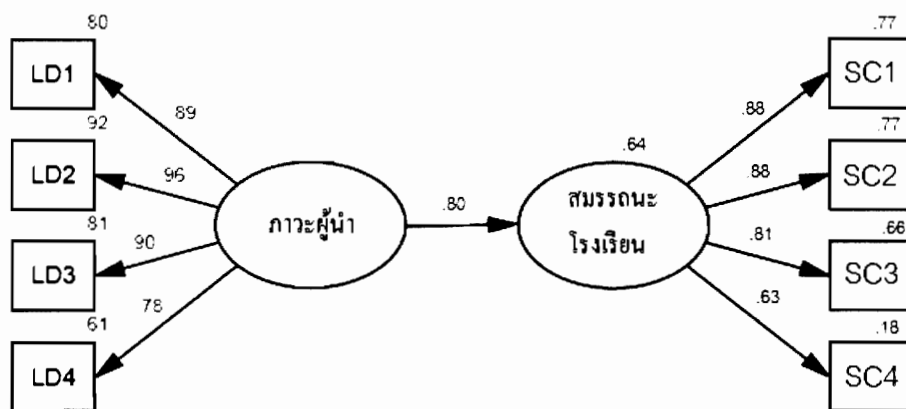 80
LD1
89
92
LD2
96
81
LD3
90
61
LD4
78
ภาวะผู้นำ
.80
.64
สมรรถนะ
โรงเรียน
.77
SC1
.88
.77
SC2
.88
.66
SC3
.81
.18
SC4
.63